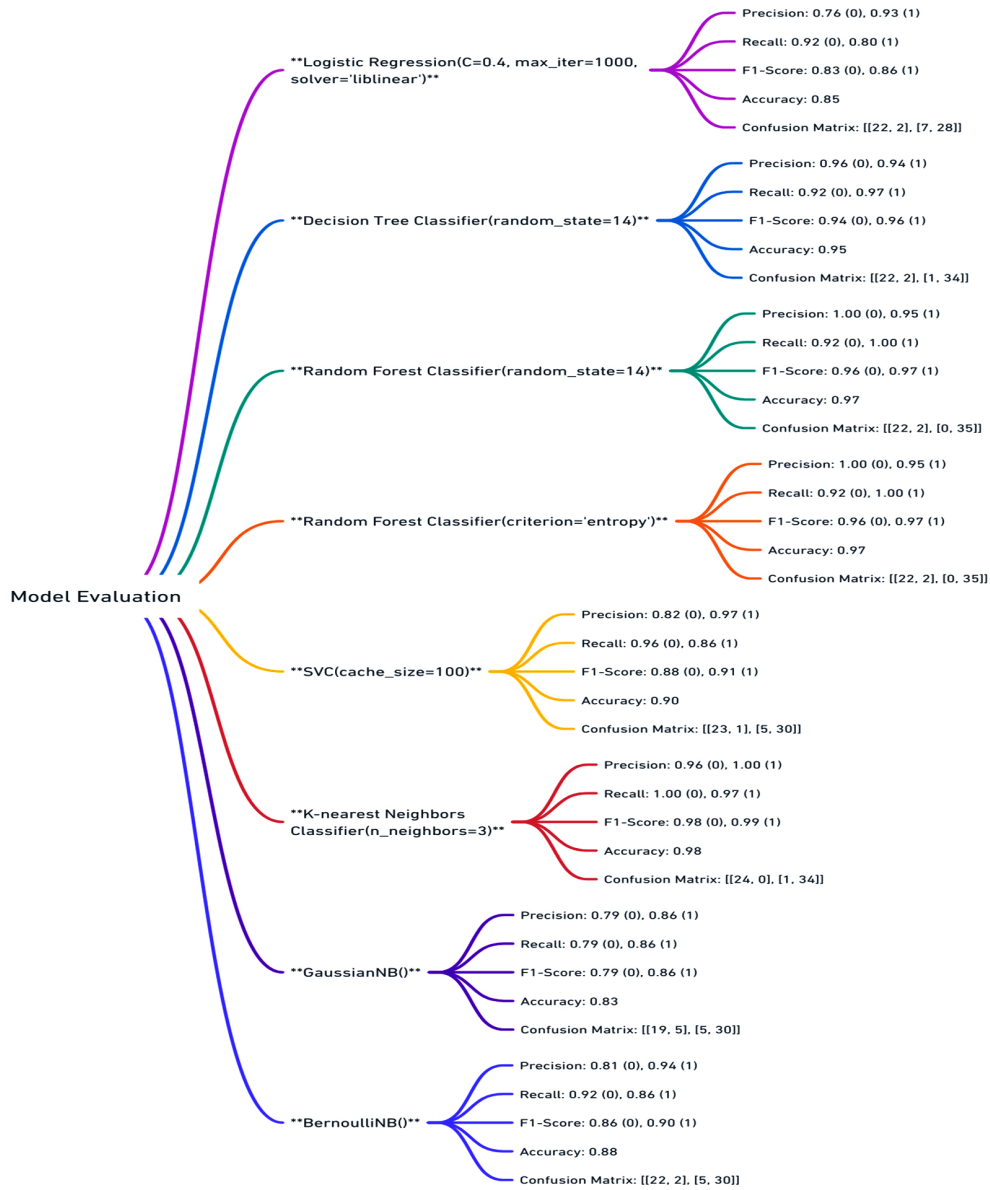 Model Evaluation
**Logistic Regression(C=0.4, max_iter=1000,
solver='liblinear')**
Precision: 0.76 (0), 0.93 (1)
Recall: 0.92 (0), 0.80 (1)
F1-Score: 0.83 (0), 0.86 (1)
Accuracy: 0.85
Confusion Matrix: [[22, 2], [7, 28]]
**Decision Tree Classifier(random_state=14)**
Precision: 0.96 (0), 0.94 (1)
Recall: 0.92 (0), 0.97 (1)
F1-Score: 0.94 (0), 0.96 (1)
Accuracy: 0.95
Confusion Matrix: [[22, 2], [1, 34]]
**Random Forest Classifier(random_state=14)**
Precision: 1.00 (0), 0.95 (1)
Recall: 0.92 (0), 1.00 (1)
F1-Score: 0.96 (0), 0.97 (1)
Accuracy: 0.97
Confusion Matrix: [[22, 2], [0, 35]]
**Random Forest Classifier(criterion='entropy')**
Precision: 1.00 (0), 0.95 (1)
Recall: 0.92 (0), 1.00 (1)
F1-Score: 0.96 (0), 0.97 (1)
Accuracy: 0.97
Confusion Matrix: [[22, 2], [0, 35]]
**SVC(cache_size=100)**
Precision: 0.82 (0), 0.97 (1)
Recall: 0.96 (0), 0.86 (1)
F1-Score: 0.88 (0), 0.91 (1)
Accuracy: 0.90
Confusion Matrix: [[23, 1], [5, 30]]
**K-nearest Neighbors
Classifier(n_neighbors=3)**
Precision: 0.96 (0), 1.00 (1)
Recall: 1.00 (0), 0.97 (1)
F1-Score: 0.98 (0), 0.99 (1)
Accuracy: 0.98
Confusion Matrix: [[24, 0], [1, 34]]
**GaussianNB()**
Precision: 0.79 (0), 0.86 (1)
Recall: 0.79 (0), 0.86 (1)
F1-Score: 0.79 (0), 0.86 (1)
Accuracy: 0.83
Confusion Matrix: [[19, 5], [5, 30]]
**BernoulliNB()**
Precision: 0.81 (0), 0.94 (1)
Recall: 0.92 (0), 0.86 (1)
F1-Score: 0.86 (0), 0.90 (1)
Accuracy: 0.88
Confusion Matrix: [[22, 2], [5, 30]]